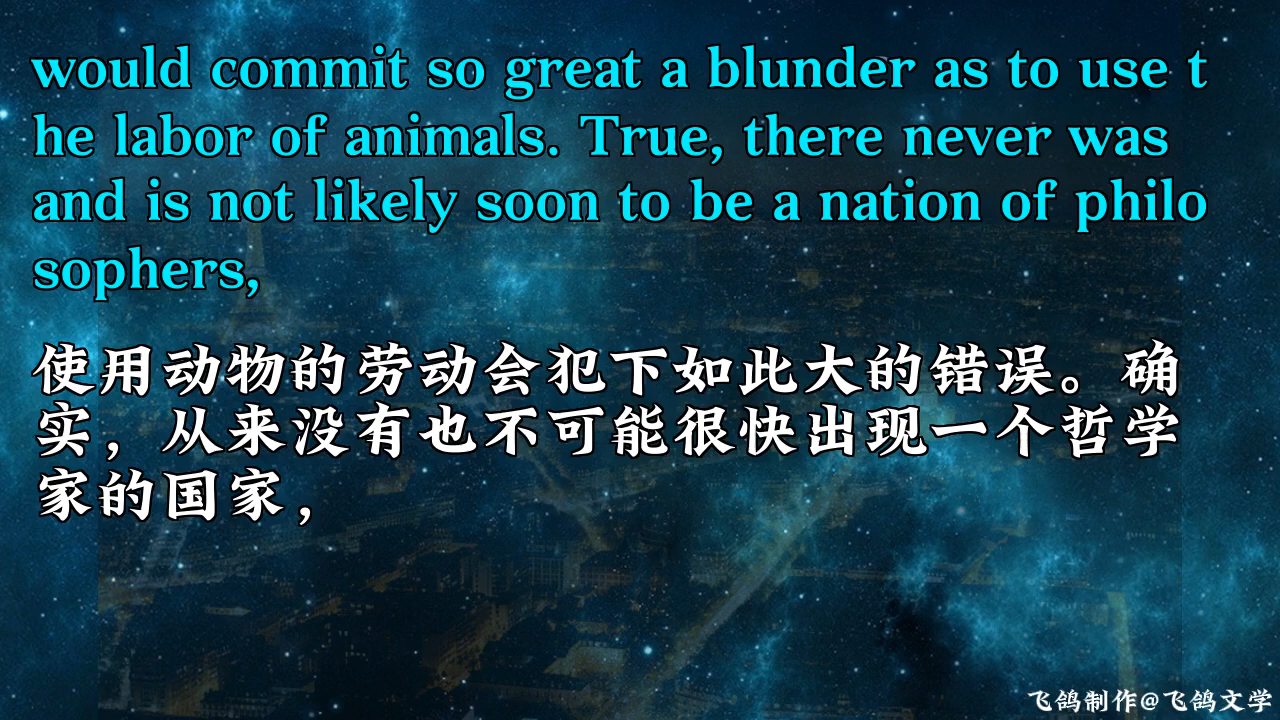 would commit so great a blunder as to use t
he labor of animals. True, there never was
and is not likely soon to be a nation of philo
sophers,
使用动物的劳动会犯下如此大的错误。确
实，从来没有也不可能很快出现一个哲学
家的国家，
飞鸽制作@飞鸽文学